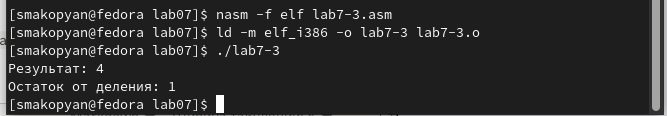 [smakopyan@fedora lab07]$ nasm -f elf lab7-3.asm
[smakopyan@fedora lab07]$ ld -m elf_i386 -o lab7-3 lab7-3.o
[smakopyan@fedora lab07]$ ./lab7-3
Результат: 4
Остаток от деления: 1
[smakopyan@fedora lab07]$